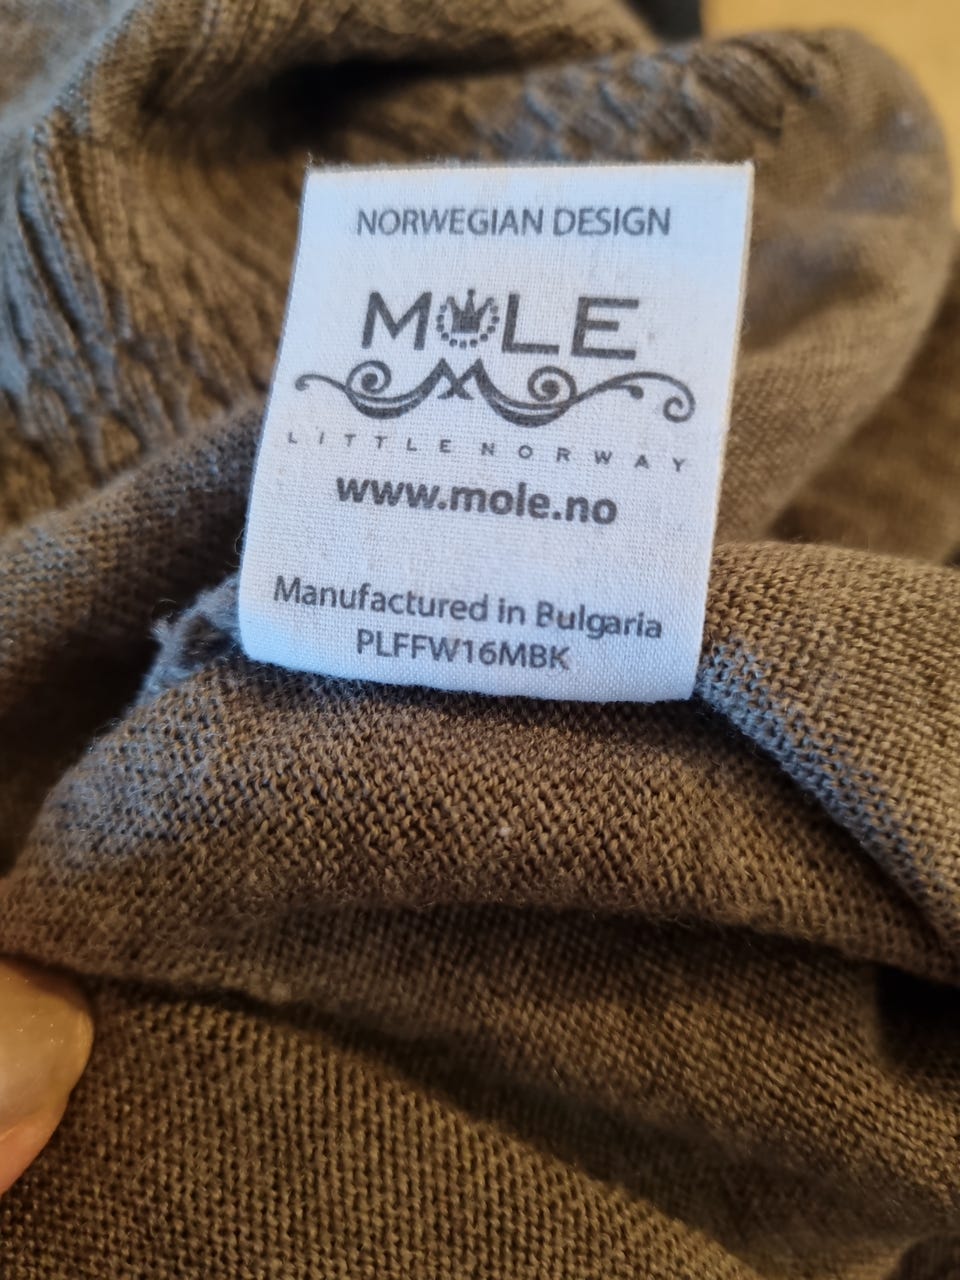 NORWEGIAN DESIGN
MOLE
LITTLE NORWAY
www.mole.no
Manufactured in Bulgaria
PLFFW16MBK